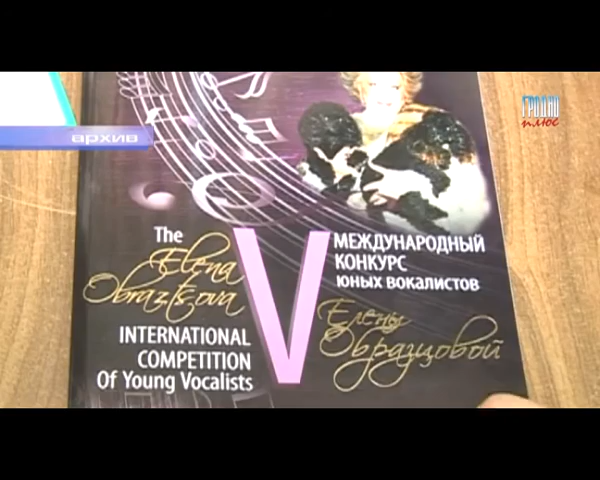 ГРОДНО
плюс
архив
The
Elena
Obraztsova
INTERNATIONAL
COMPETITION
Of Young Vocalists
V
МЕЖДУНАРОДНЫЙ
КОНКУРС
юных вокалистов
Елены
Образцовой